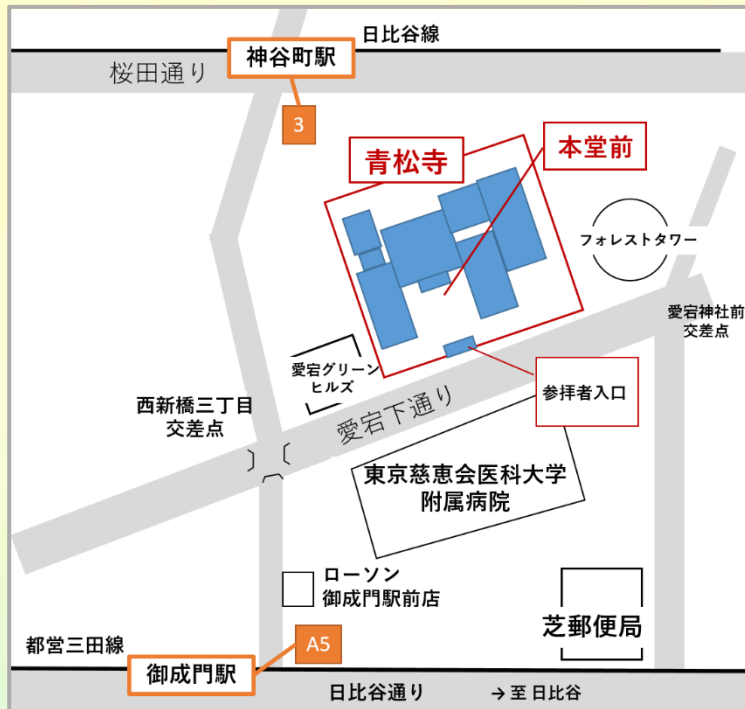 日比谷線
神谷町駅
桜田通り
3
青松寺
本堂前
フォレストタワー
愛宕神社前
交差点
愛宕グリーン
ヒルズ
参拝者入口
西新橋三丁目
交差点
愛宕下通り
東京慈恵会医科大学
附属病院
ローソン
御成門駅前店
芝郵便局
A5
都営三田線
御成門駅
日比谷通り
→至日比谷